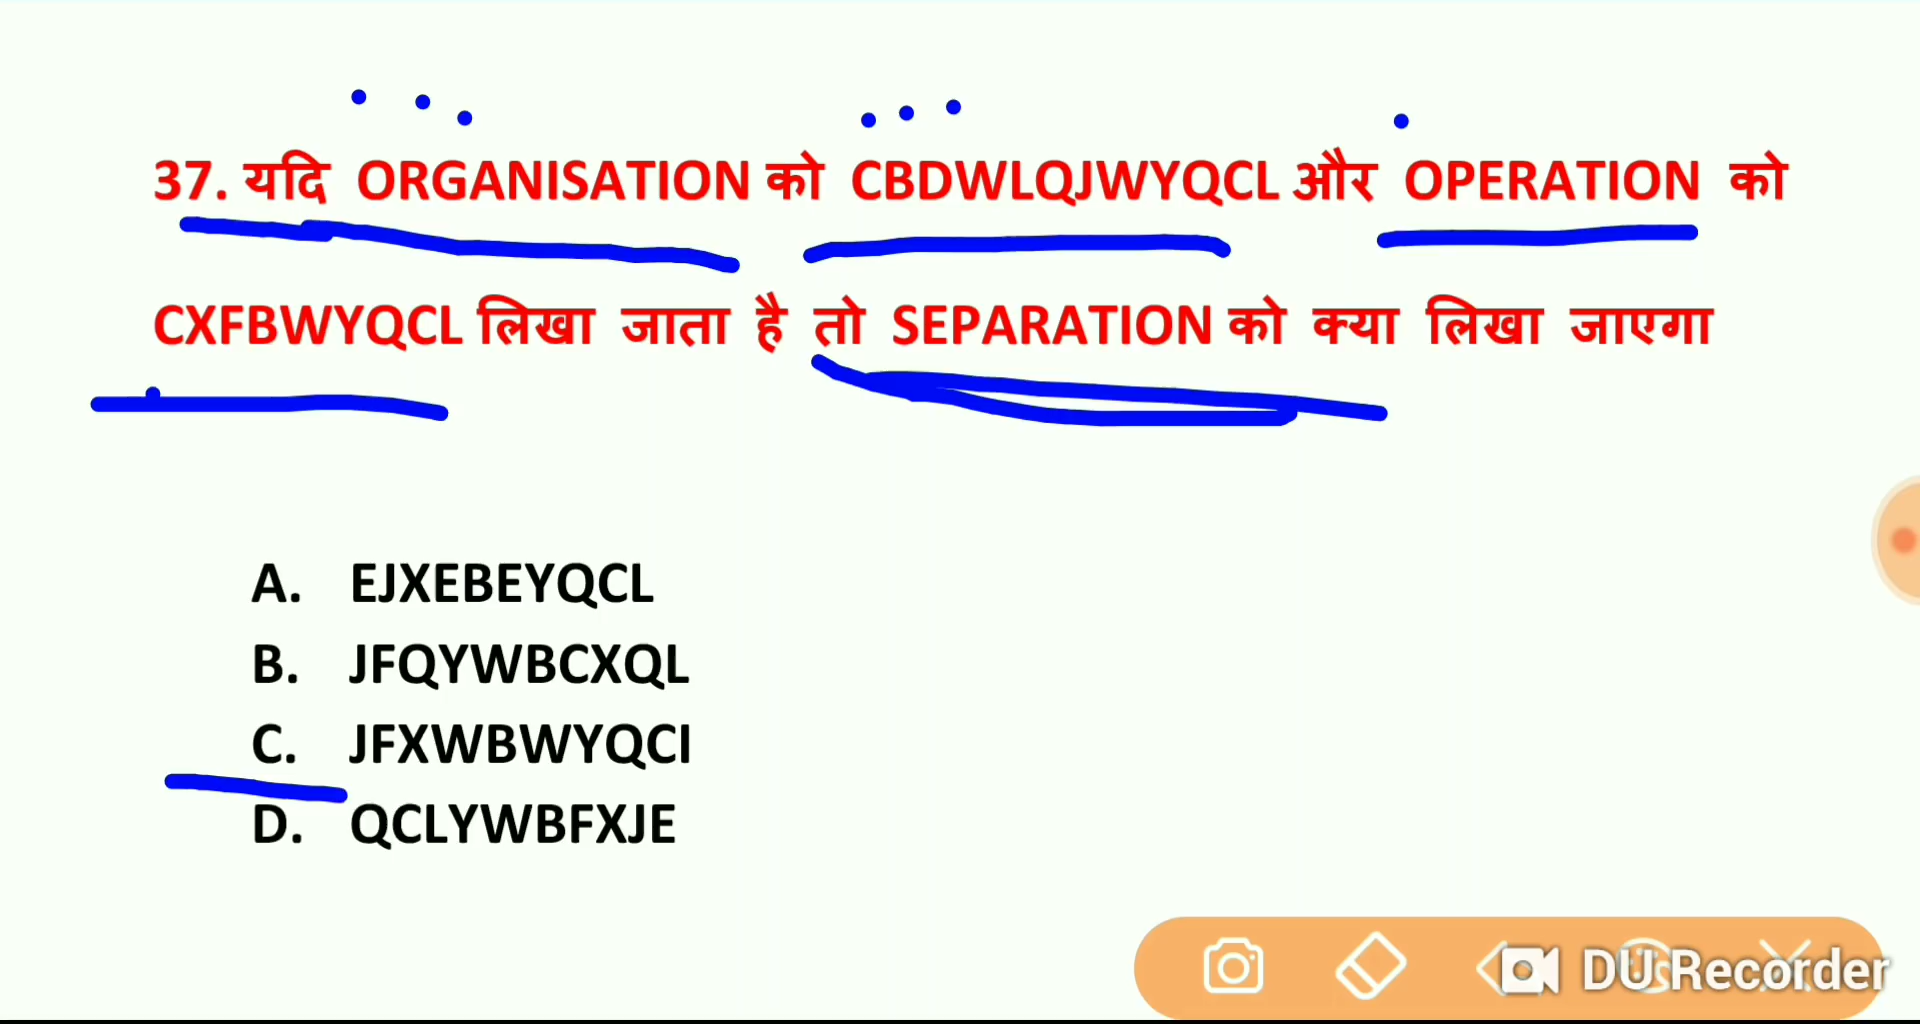 37. यदि ORGANISATION को CBDWLQJWYQCL और OPERATION को
CXFBWYQCL लिखा जाता है तो SEPARATION को क्या लिखा जाएगा
A. EJXEBEYQCL
B. JFQYWBCXQL
C. JFXWBWYQCI
D. QCLYWBFXJE
DU Recorder